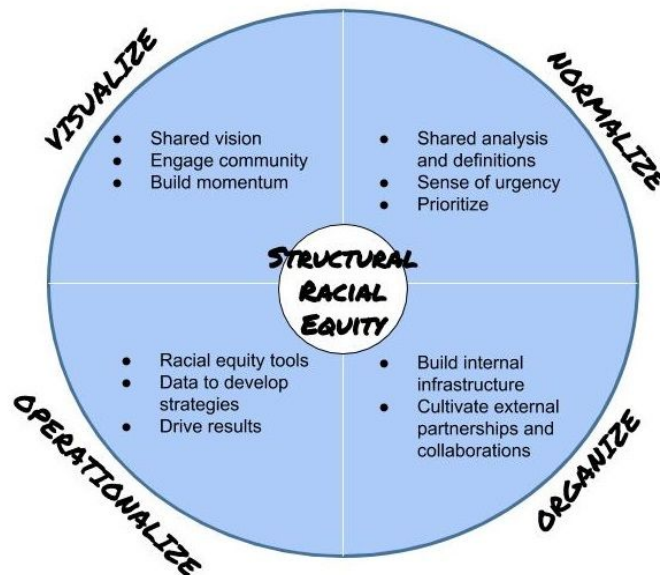 VISUALIZE
● Shared vision
● Engage community
● Build momentum
NORMALIZE
● Shared analysis
and definitions
● Sense of urgency
● Prioritize
STRUCTURAL
RACIAL
EQUITY
OPERATIONALIZE
● Racial equity tools
● Data to develop
strategies
● Drive results
ORGANIZE
● Build internal
infrastructure
● Cultivate external
partnerships and
collaborations